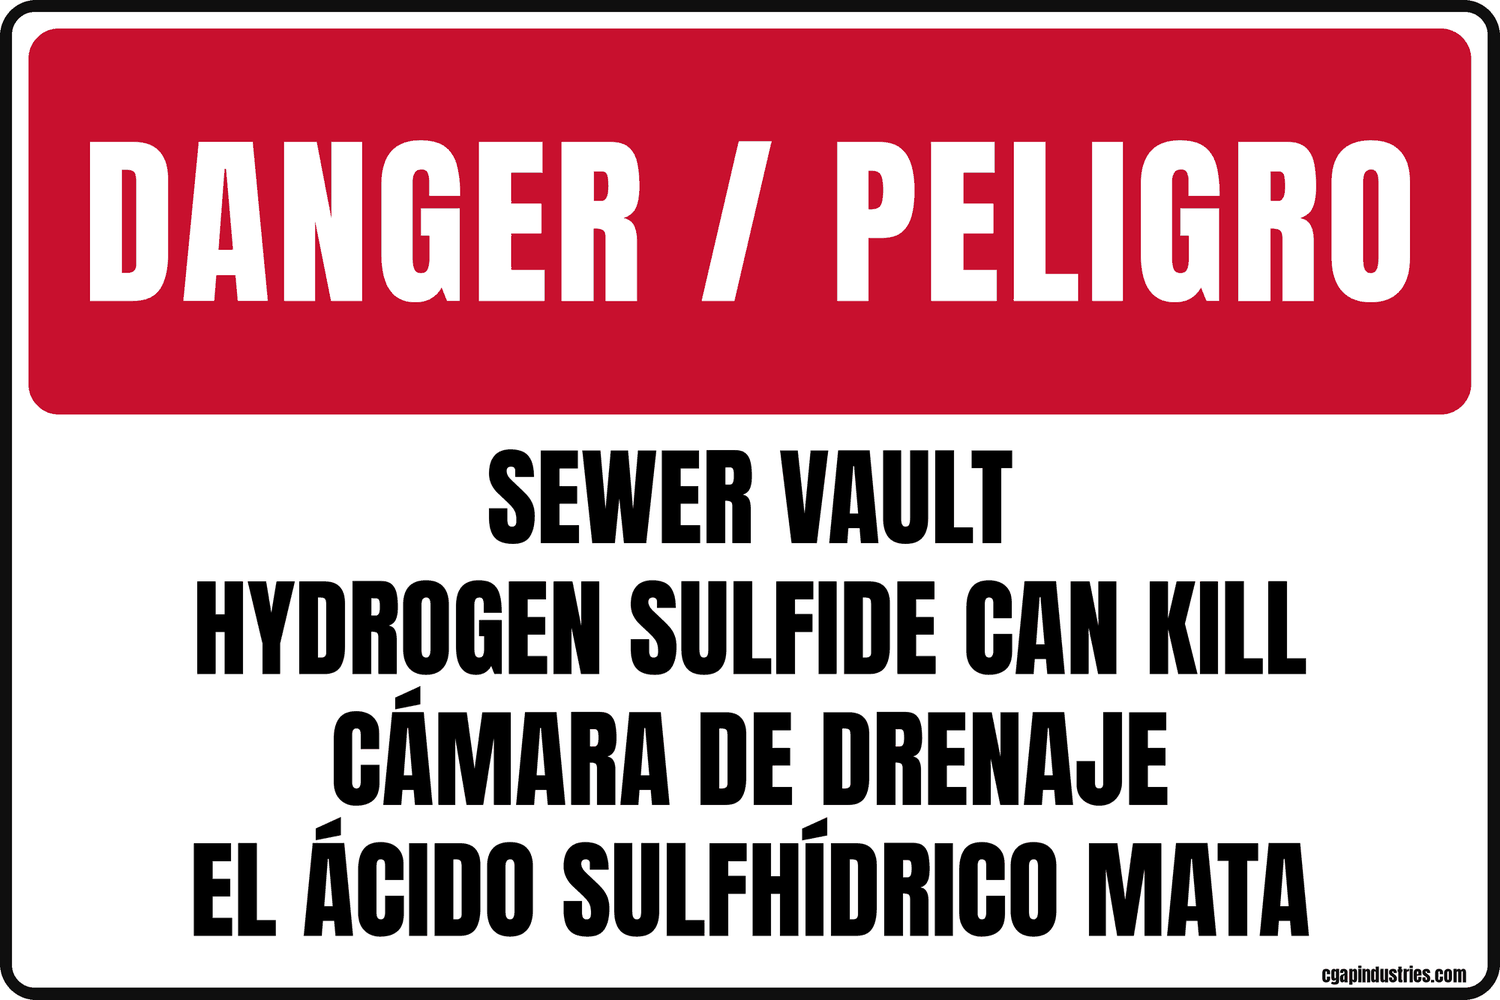 DANGER / PELIGRO
SEWER VAULT
HYDROGEN SULFIDE CAN KILL
CÁMARA DE DRENAJE
EL ÁCIDO SULFHÍDRICO MATA
cgapindustries.com